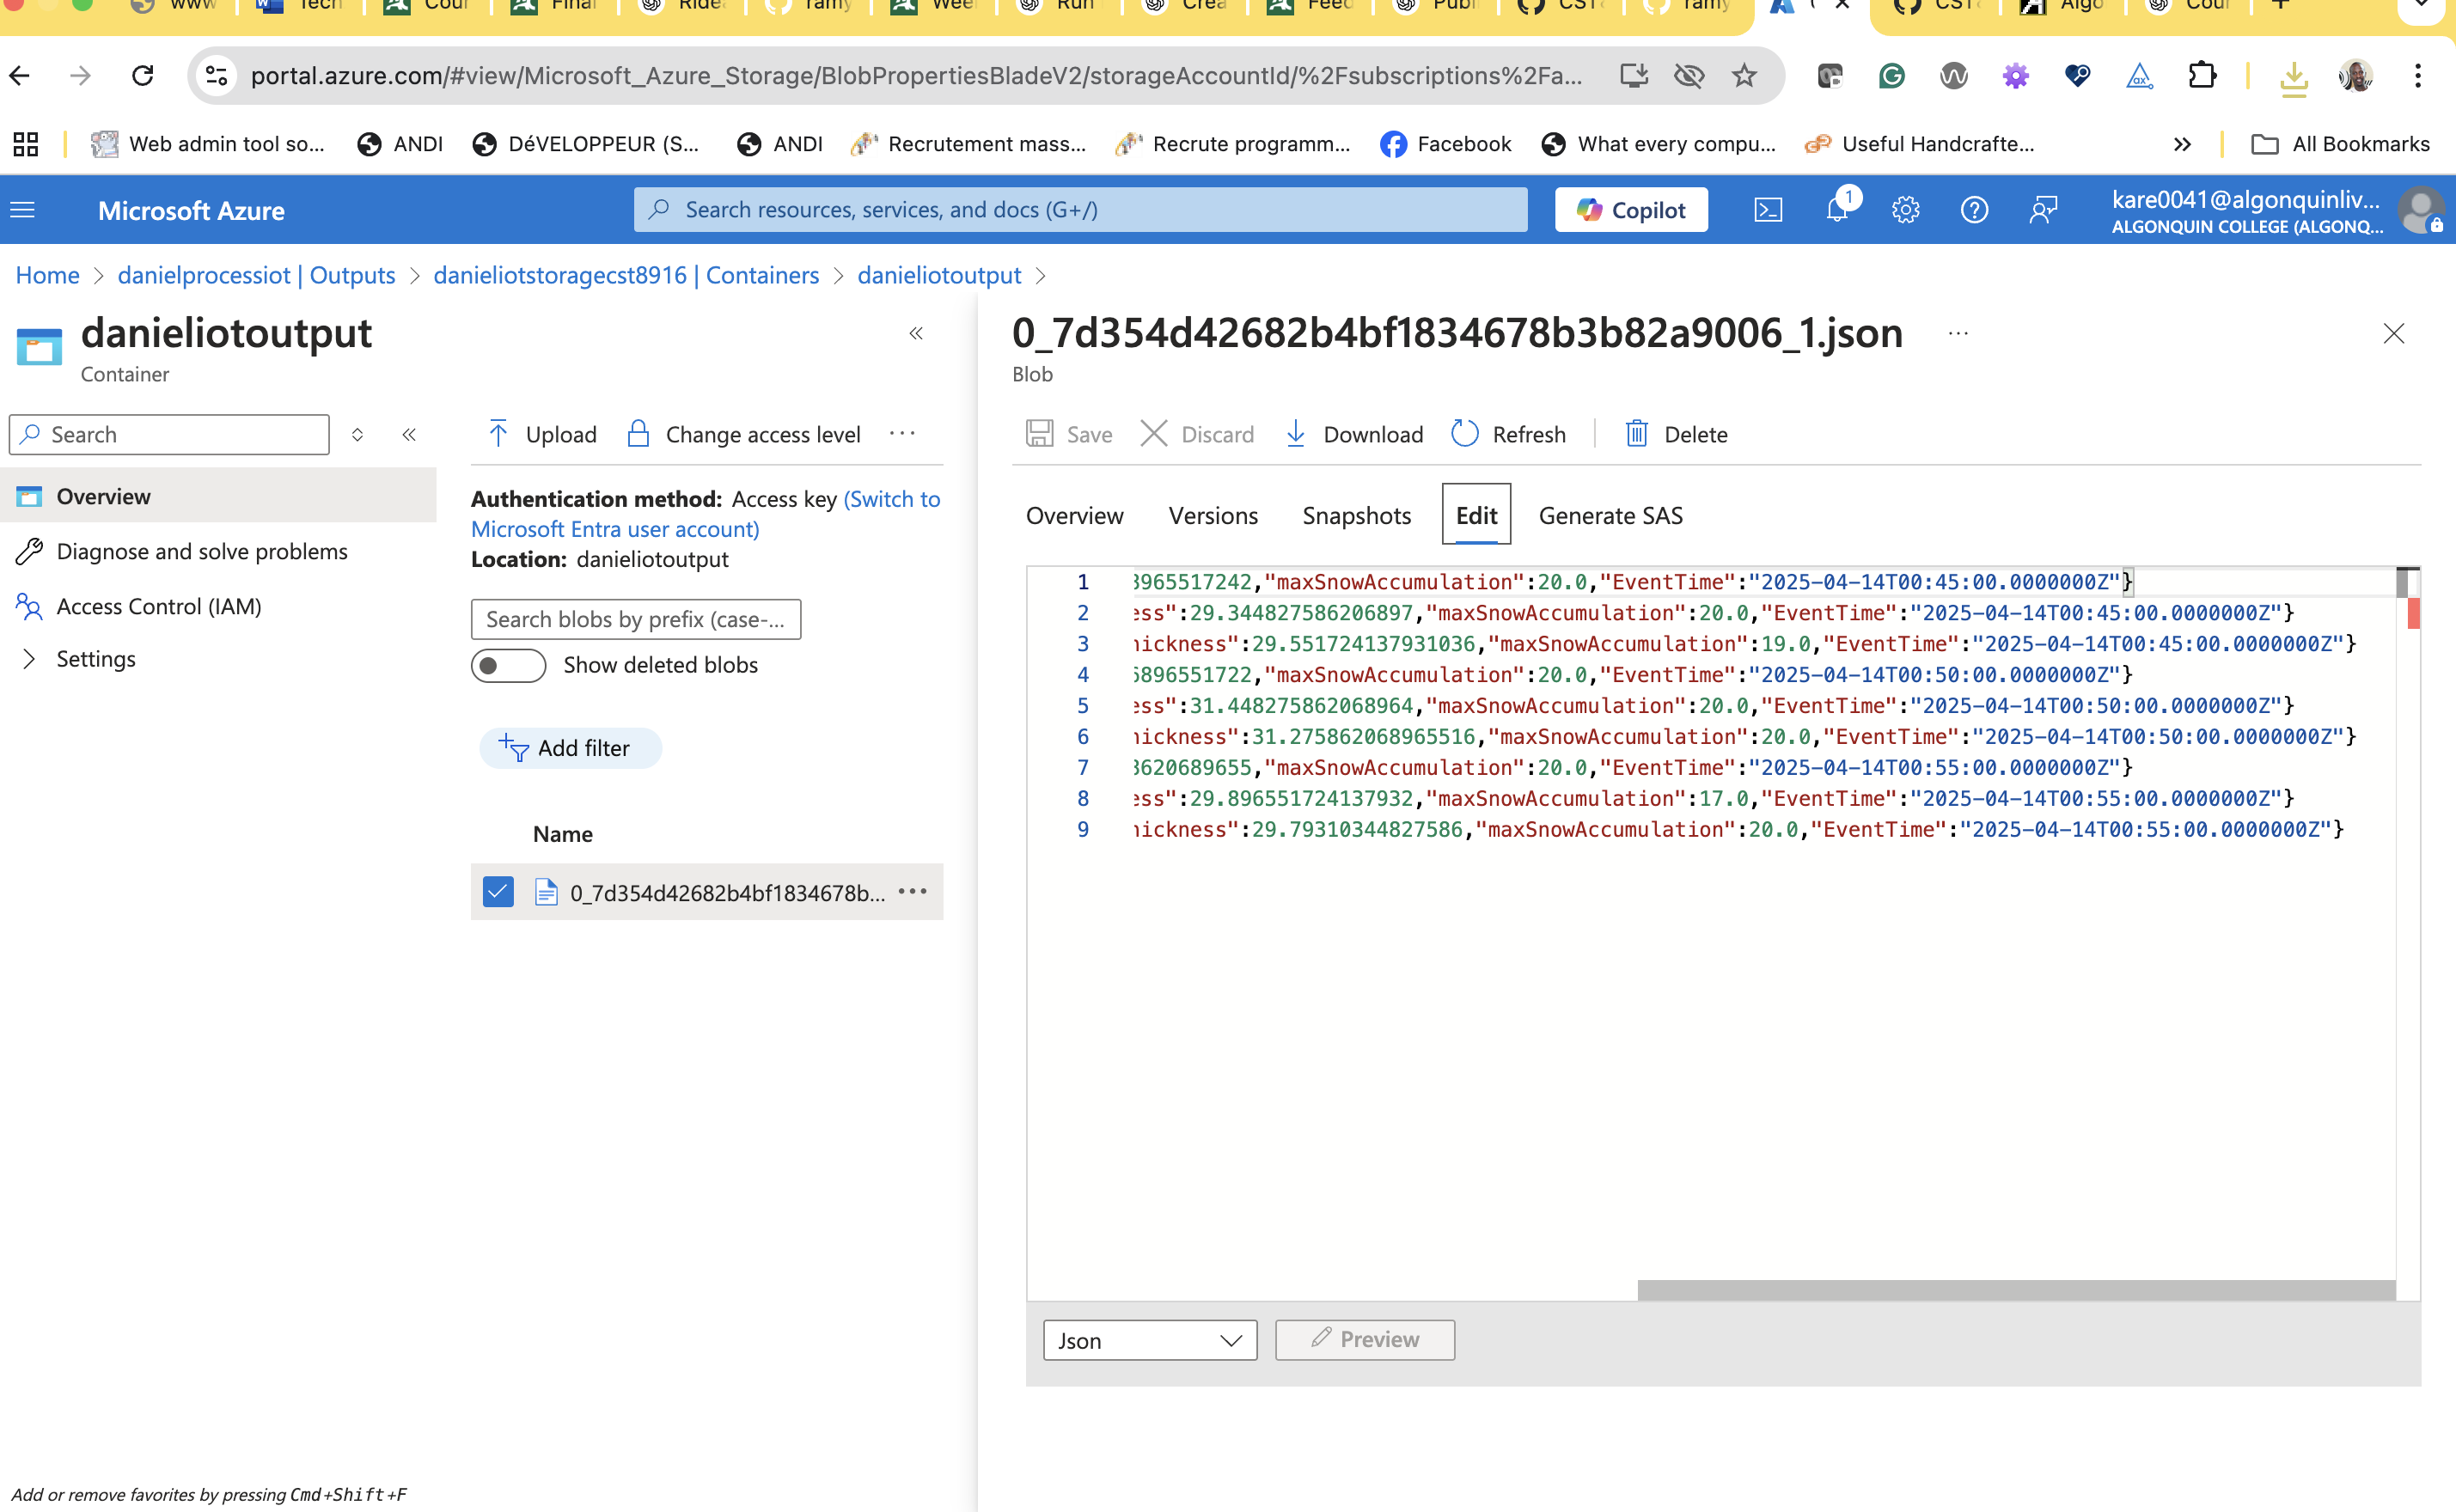 www
Tech
Cour
Final
Ride
ramy
Wee
Run
Crea
Feed
Publ
CST
ramy
CST
Algo
Cour
portal.azure.com/#view/Microsoft_Azure_Storage/BlobPropertiesBladeV2/storageAccountId/%2Fsubscriptions%2Fa...
Web admin tool so...
ANDI
DéVELOPPEUR (S...
ANDI
Recrutement mass...
Recrute programm...
Facebook
What every compu...
Useful Handcrafte...
All Bookmarks
Microsoft Azure
Search resources, services, and docs (G+/)
Copilot
1
kare0041@algonquinliv...
ALGONQUIN COLLEGE (ALGONQ...
Home > danielprocessiot | Outputs > danieliotstoragecst8916 | Containers > danieliotoutput >
danieliotoutput
Container
Search
Overview
Diagnose and solve problems
Access Control (IAM)
Settings
Upload
Change access level
Authentication method: Access key (Switch to
Microsoft Entra user account)
Location: danieliotoutput
Search blobs by prefix (case-...
Show deleted blobs
Add filter
Name
0_7d354d42682b4bf1834678b...
0_7d354d42682b4bf1834678b3b82a9006_1.json
Blob
Save
Discard
Download
Refresh
Delete
Overview
Versions
Snapshots
Edit
Generate SAS
1 3965517242,"maxSnowAccumulation":20.0,"EventTime":"2025-04-14T00:45:00.0000000Z"}
2 ess":29.344827586206897,"maxSnowAccumulation":20.0,"EventTime":"2025-04-14T00:45:00.0000000Z"}
3 hickness":29.551724137931036,"maxSnowAccumulation":19.0,"EventTime":"2025-04-14T00:45:00.0000000Z"}
4 6896551722,"maxSnowAccumulation":20.0,"EventTime":"2025-04-14T00:50:00.0000000Z"}
5 ess":31.448275862068964,"maxSnowAccumulation":20.0,"EventTime":"2025-04-14T00:50:00.0000000Z"}
6 hickness":31.275862068965516,"maxSnowAccumulation":20.0,"EventTime":"2025-04-14T00:50:00.0000000Z"}
7 3620689655,"maxSnowAccumulation":20.0,"EventTime":"2025-04-14T00:55:00.0000000Z"}
8 ess":29.896551724137932,"maxSnowAccumulation":17.0,"EventTime":"2025-04-14T00:55:00.0000000Z"}
9 hickness":29.79310344827586,"maxSnowAccumulation":20.0,"EventTime":"2025-04-14T00:55:00.0000000Z"}
Json
Preview
Add or remove favorites by pressing Cmd+Shift+F